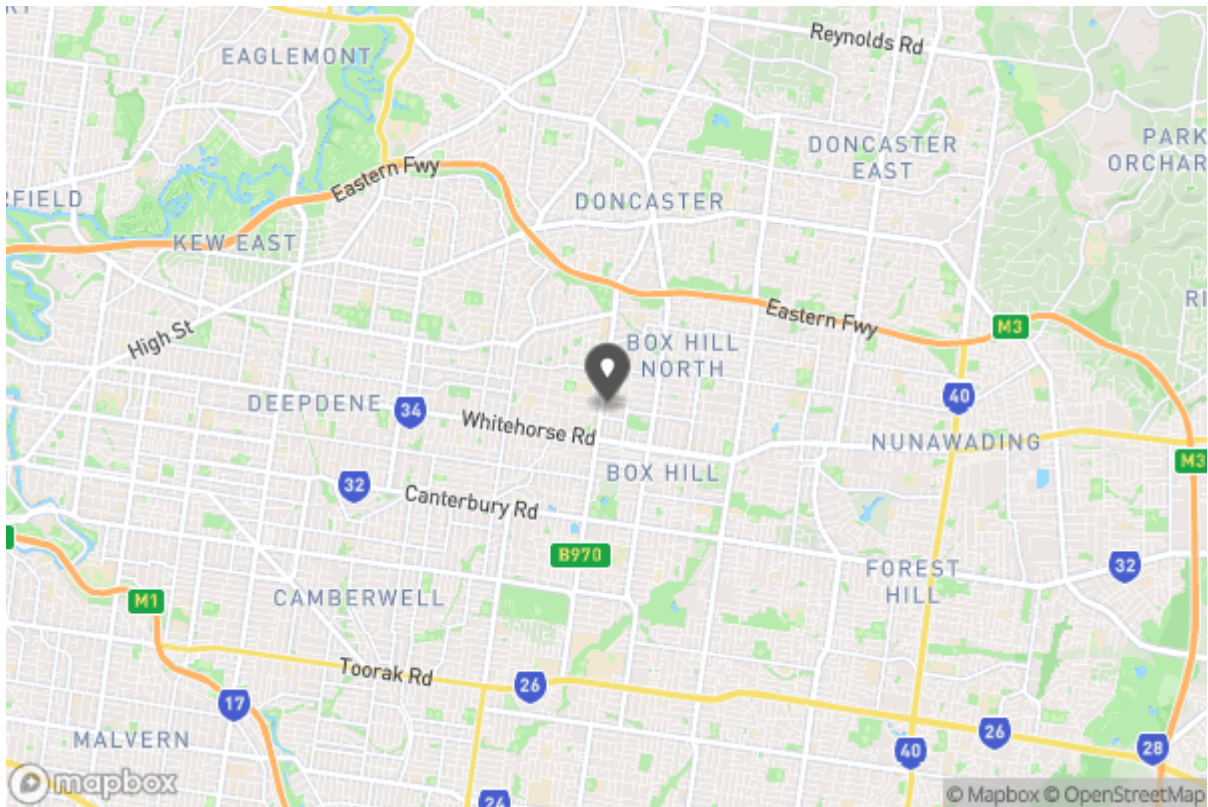 Reynolds Rd
EAGLEMONT
DONCASTER
EAST
PARK
ORCHAR
Eastern Fwy
RFIELD
DONCASTER
KEW EAST
RI
Eastern Fwy
M3
High St
BOX HILL
NORTH
40
DEEPDENE
34
Whitehorse Rd
NUNAWADING
M3
BOX HILL
32
Canterbury Rd
B970
32
FOREST
HILL
M1
CAMBERWELL
Toorak Rd
26
17
26
MALVERN
40
28
mapbox
26
© Mapbox © OpenStreetMap